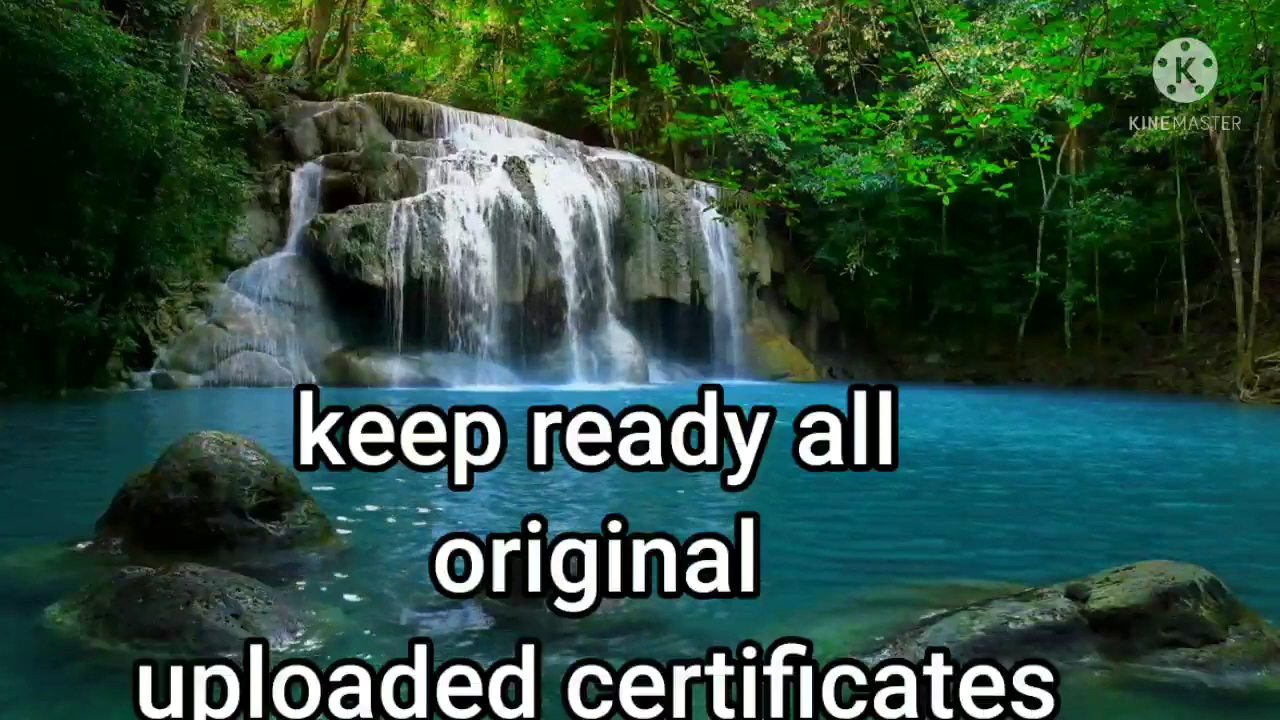 K
KINEMASTER
keep ready all
original
uploaded certificates